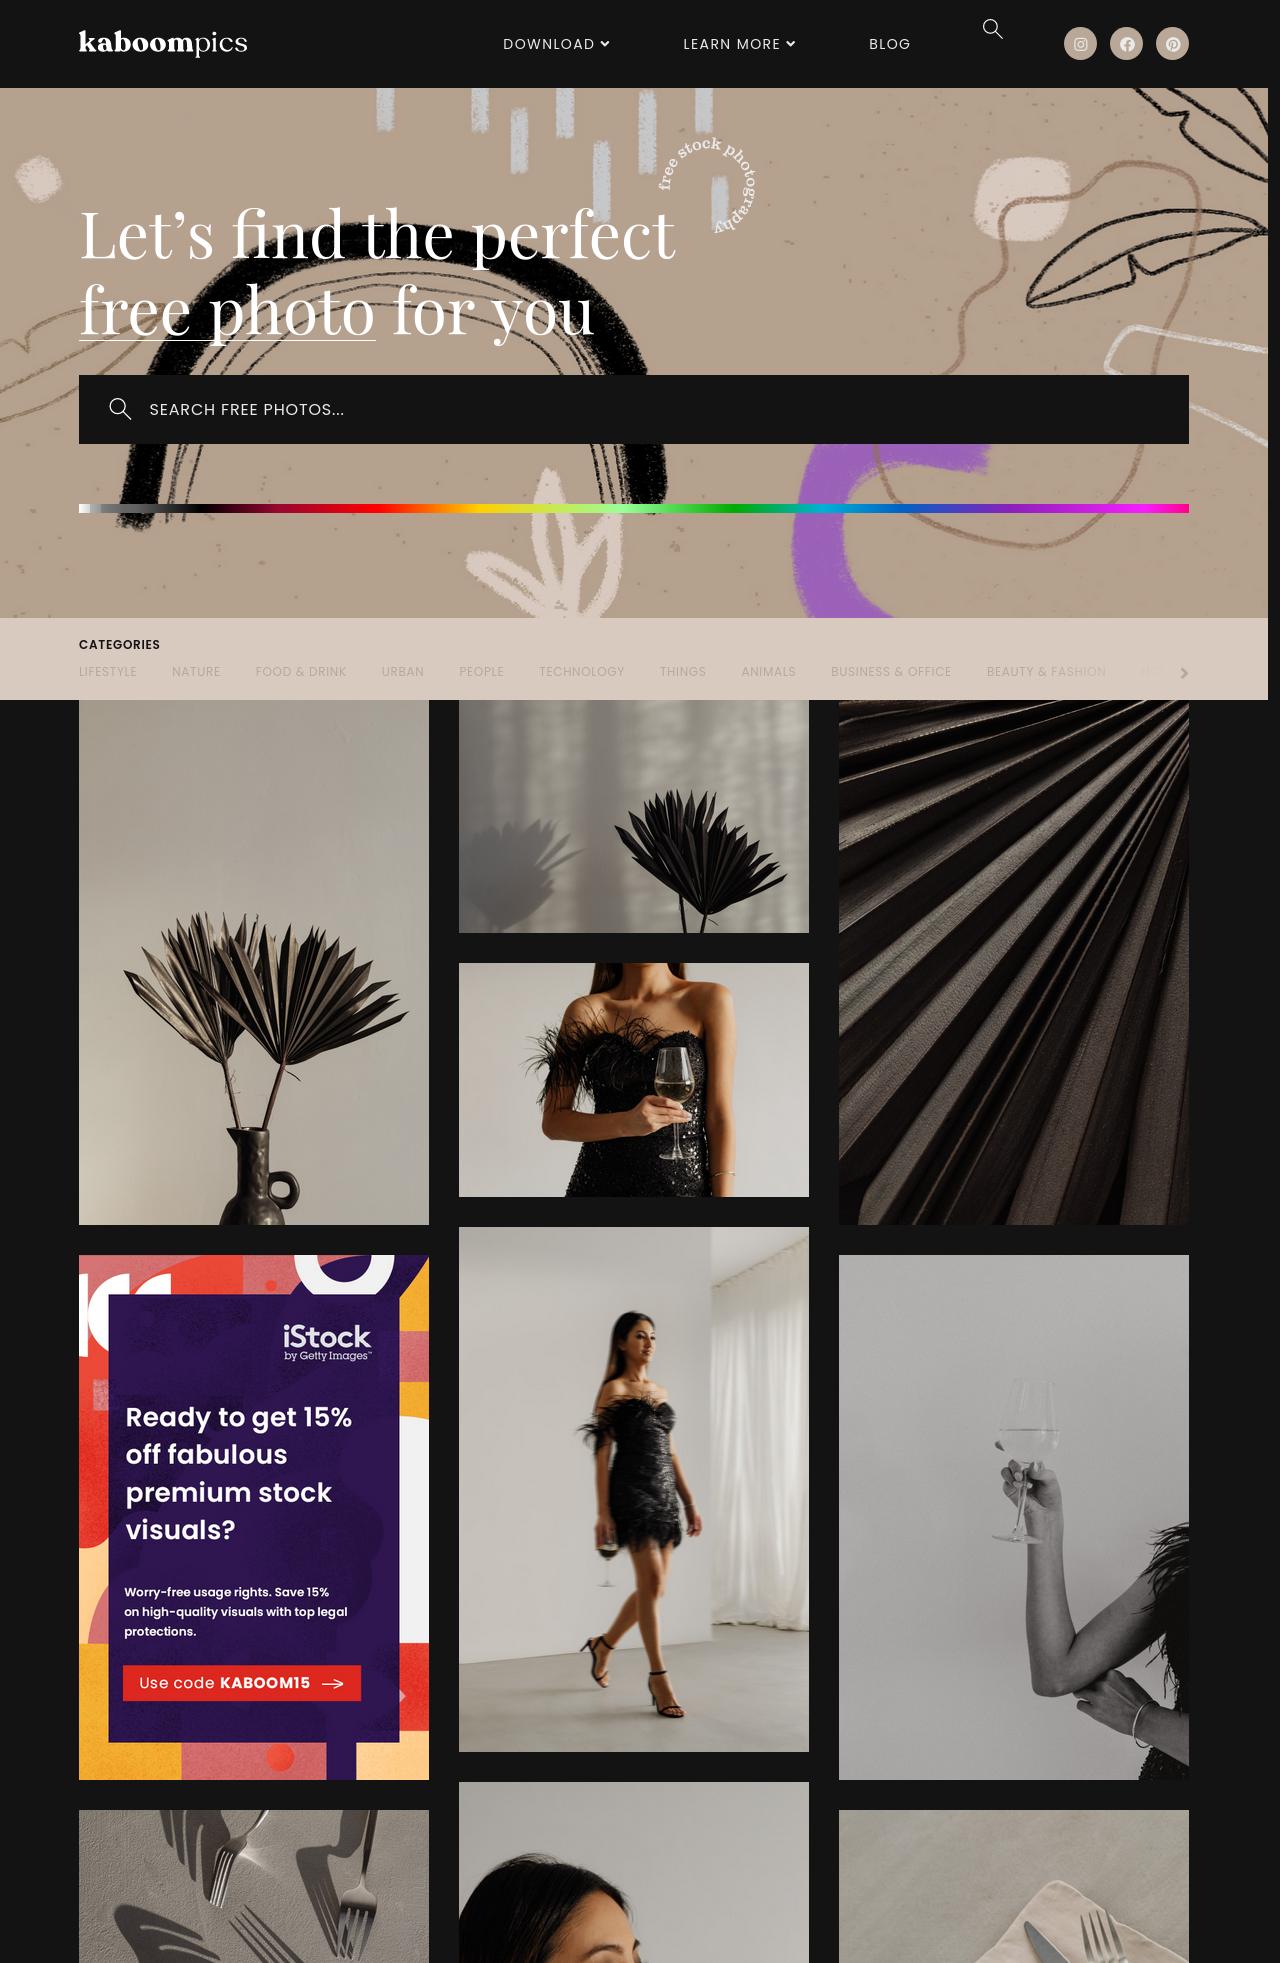 kaboompics
DOWNLOAD
LEARN MORE
BLOG
free stock photography
Let’s find the perfect
free photo for you
SEARCH FREE PHOTOS...
CATEGORIES
LIFESTYLE NATURE FOOD & DRINK URBAN PEOPLE TECHNOLOGY THINGS ANIMALS BUSINESS & OFFICE BEAUTY & FASHION
iStock
by Getty Images™
Ready to get 15%
off fabulous
premium stock
visuals?
Worry-free usage rights. Save 15%
on high-quality visuals with top legal
protections.
Use code KABOOM15